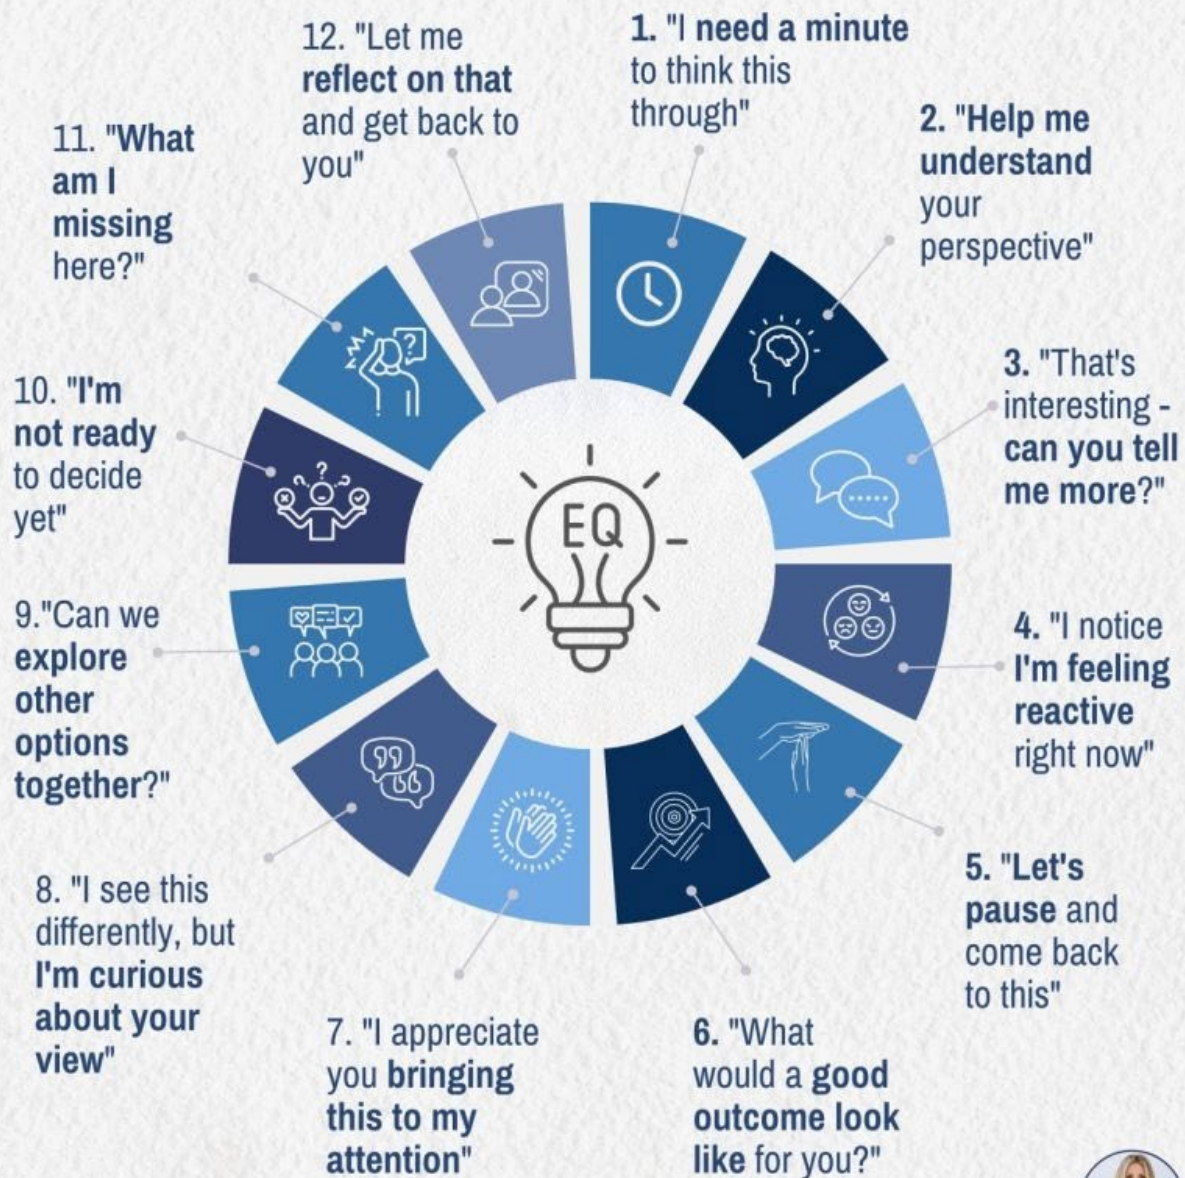 1. "I need a minute
to think this
through"
2. "Help me
understand
your
perspective"
3. "That's
interesting -
can you tell
me more?"
4. "I notice
I'm feeling
reactive
right now"
5. "Let's
pause and
come back
to this"
6. "What
would a good
outcome look
like for you?"
7. "I appreciate
you bringing
this to my
attention"
8. "I see this
differently, but
I'm curious
about your
view"
9."Can we
explore
other
options
together?"
10. "I'm
not ready
to decide
yet"
11. "What
am I
missing
here?"
12. "Let me
reflect on that
and get back to
you"
EQ